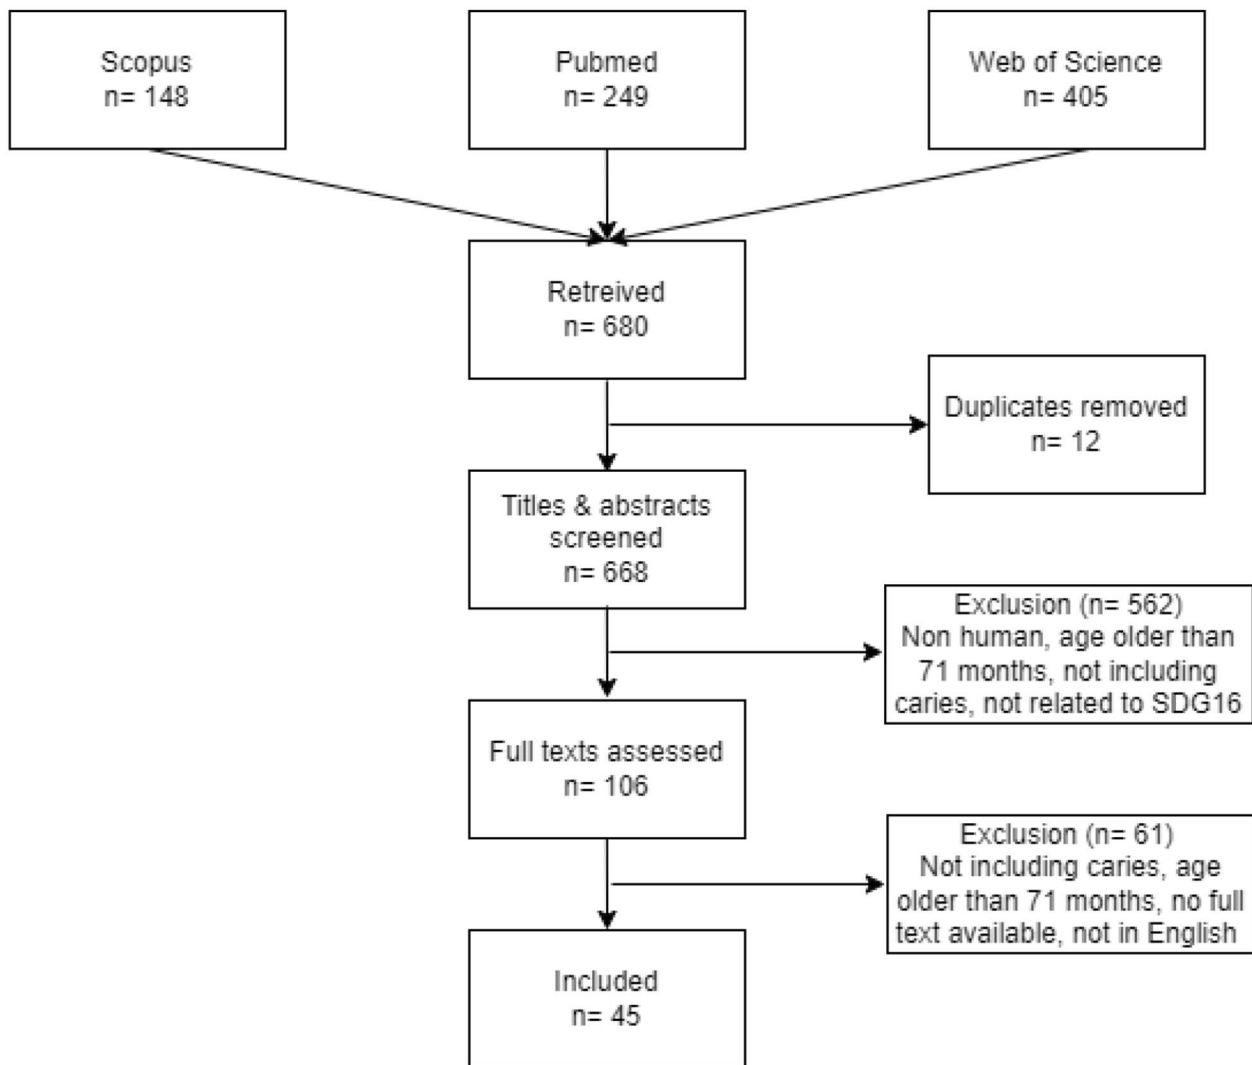 Scopus
n= 148
Pubmed
n= 249
Web of Science
n= 405
Retreived
n= 680
Duplicates removed
n= 12
Titles & abstracts
screened
n= 668
Exclusion (n= 562)
Non human, age older than
71 months, not including
caries, not related to SDG16
Full texts assessed
n= 106
Exclusion (n= 61)
Not including caries, age
older than 71 months, no full
text available, not in English
Included
n= 45